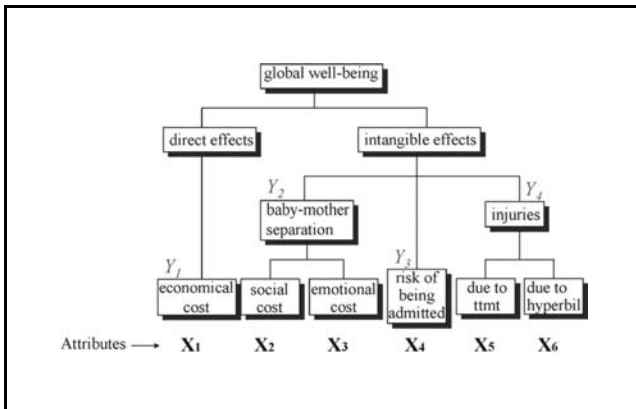 global well-being
direct effects
intangible effects
Y2
Y4
baby-mother
separation
injuries
Y1
Y3
economical
cost
social
cost
emotional
cost
risk of
being
admitted
due to
ttmt
due to
hyperbil
Attributes → X1 X2 X3 X4 X5 X6